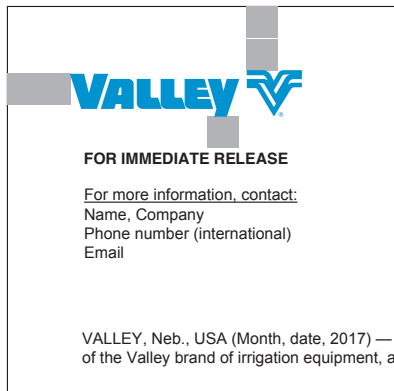 VALLEY
®
FOR IMMEDIATE RELEASE
For more information, contact:
Name, Company
Phone number (international)
Email
VALLEY, Neb., USA (Month, date, 2017) —
of the Valley brand of irrigation equipment, a